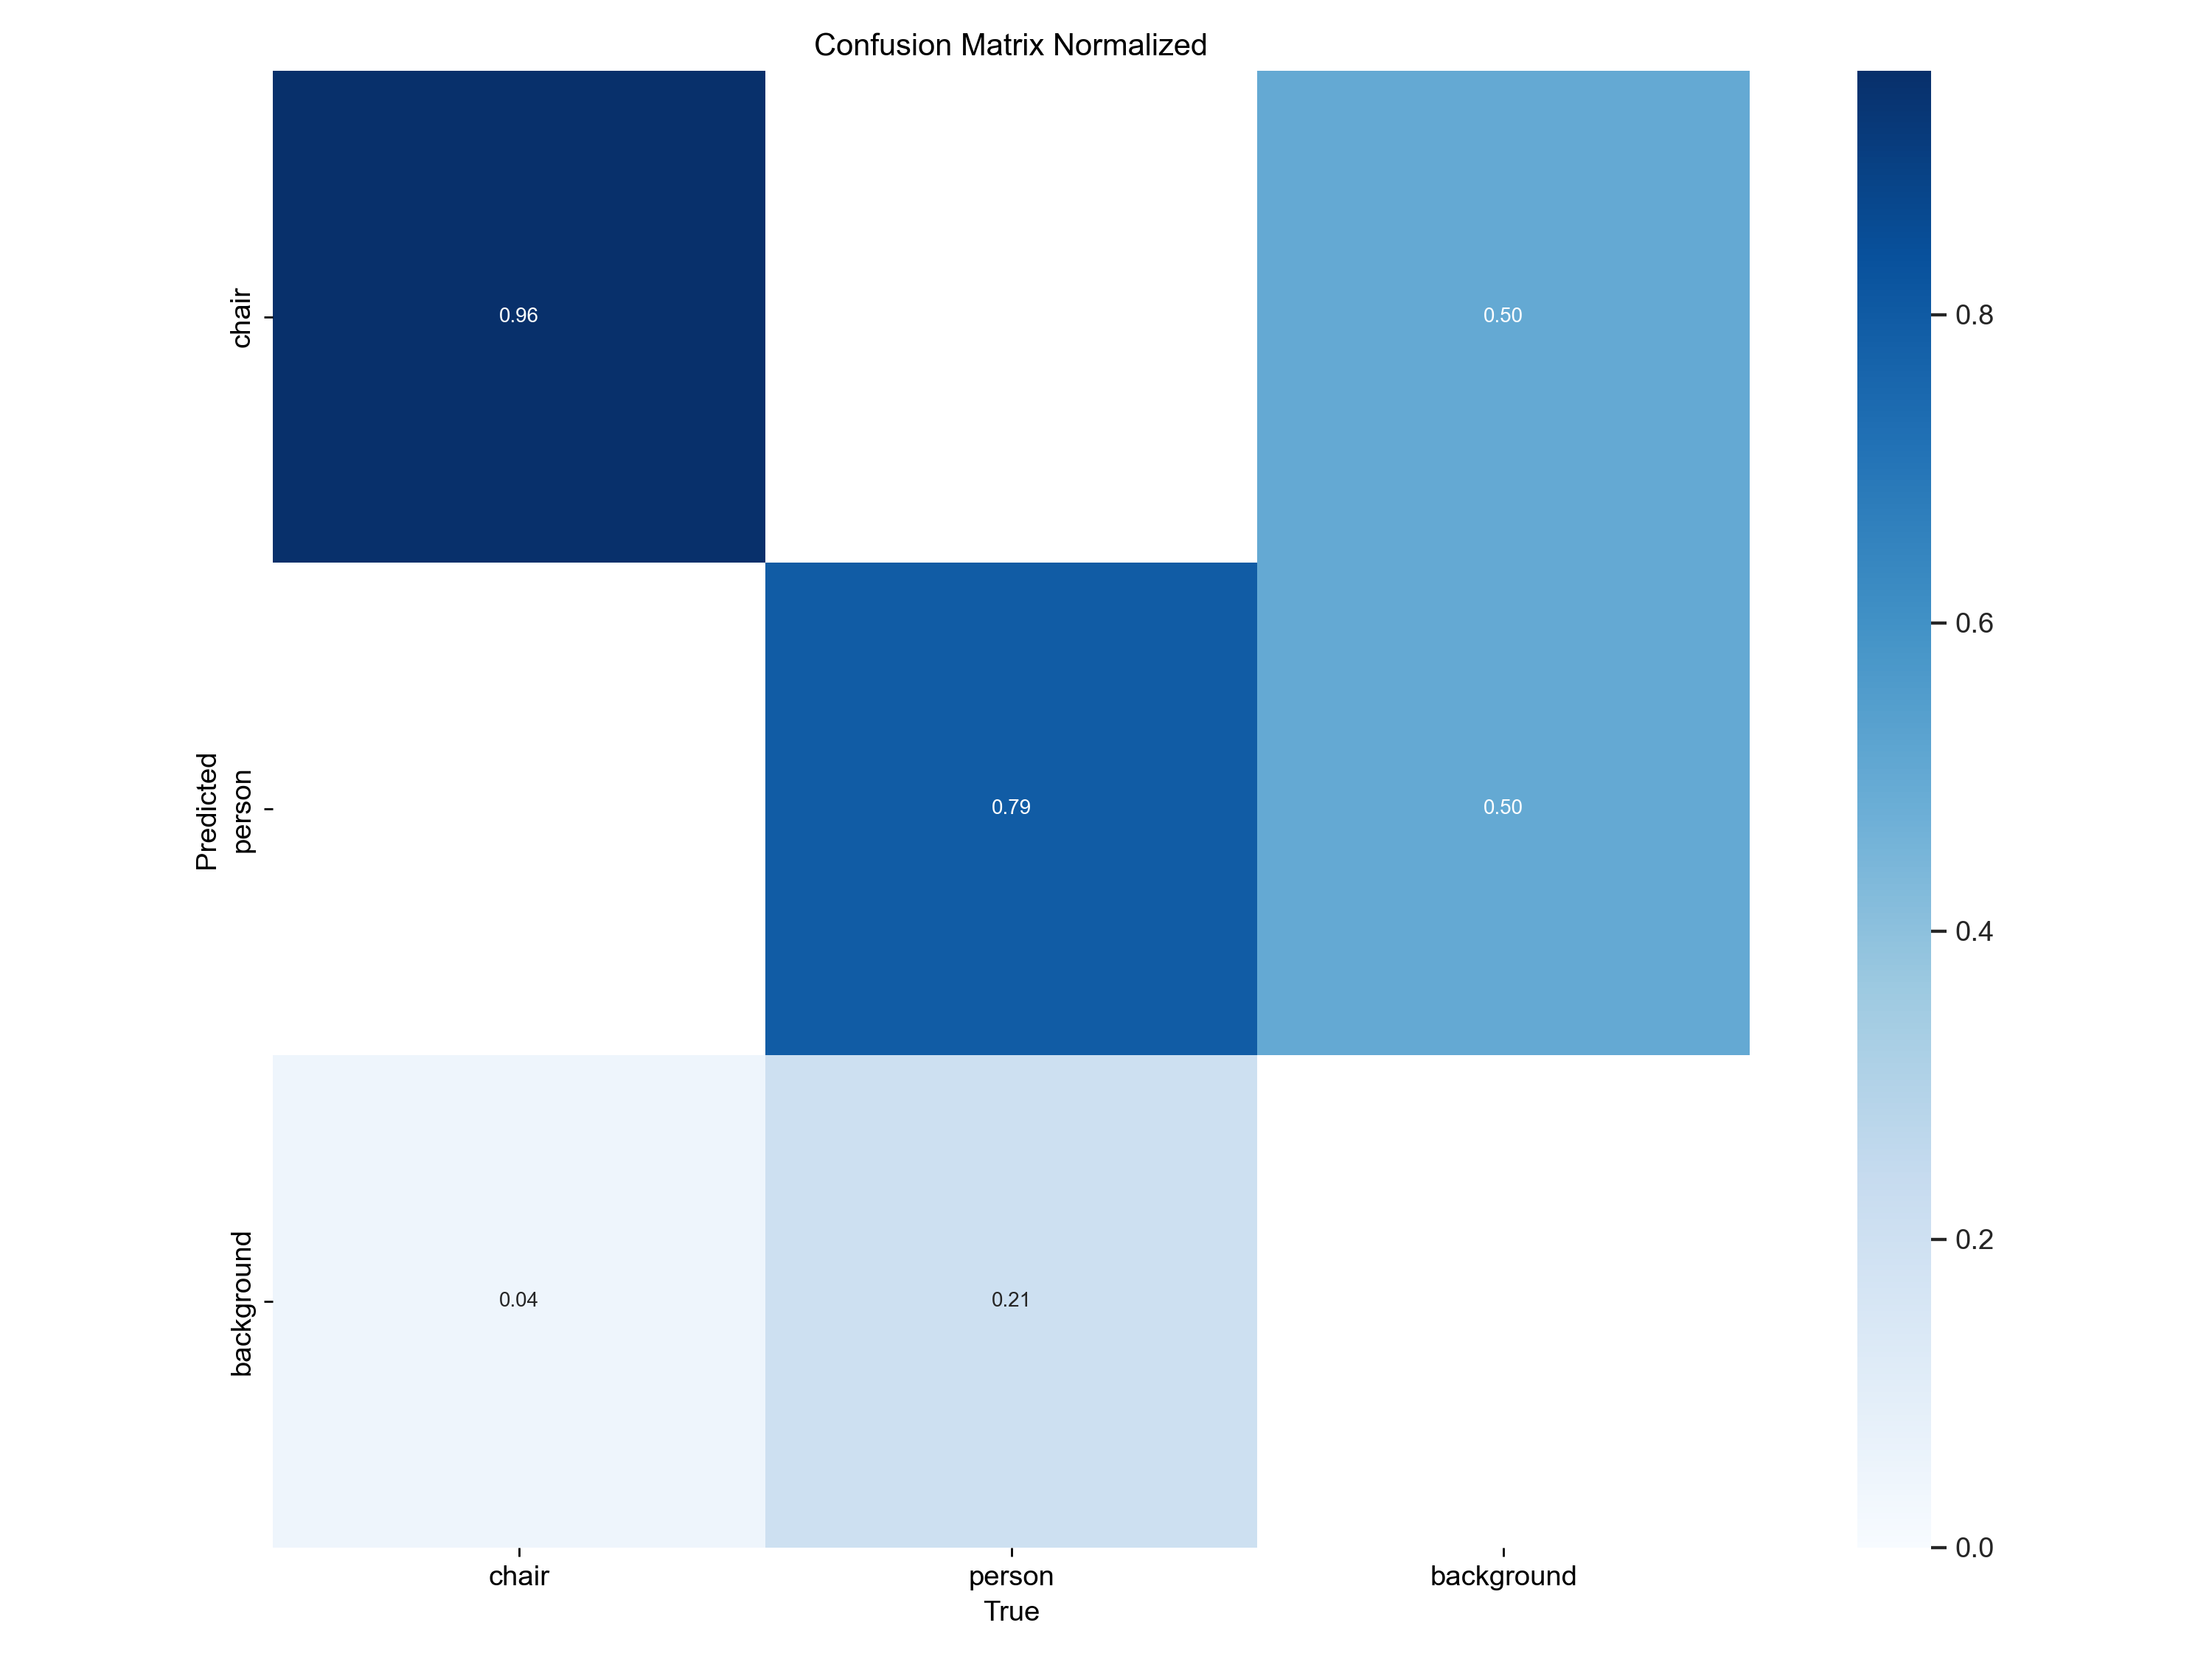 Confusion Matrix Normalized
chair
0.96
0.50
0.8
0.6
Predicted
person
0.79
0.50
0.4
background
0.04
0.21
0.2
0.0
chair
person
background
True